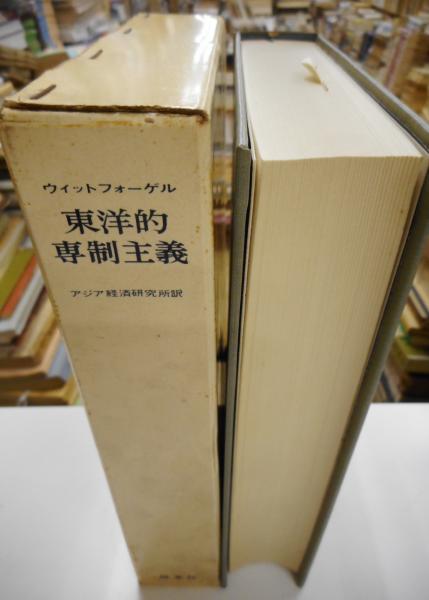 ウィットフォーゲル
東洋的
専制主義
アジア経済研究所訳